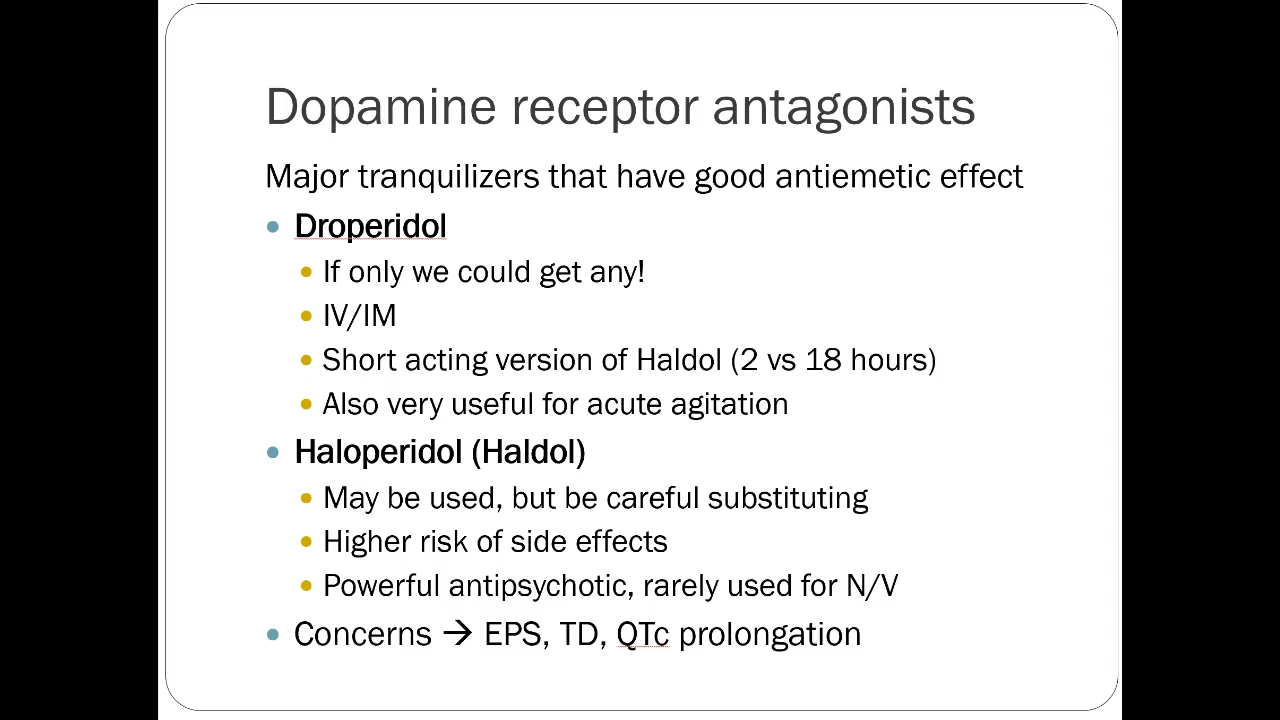 Dopamine receptor antagonists
Major tranquilizers that have good antiemetic effect
• Droperidol
• If only we could get any!
• IV/IM
• Short acting version of Haldol (2 vs 18 hours)
• Also very useful for acute agitation
• Haloperidol (Haldol)
• May be used, but be careful substituting
• Higher risk of side effects
• Powerful antipsychotic, rarely used for N/V
• Concerns → EPS, TD, QTc prolongation